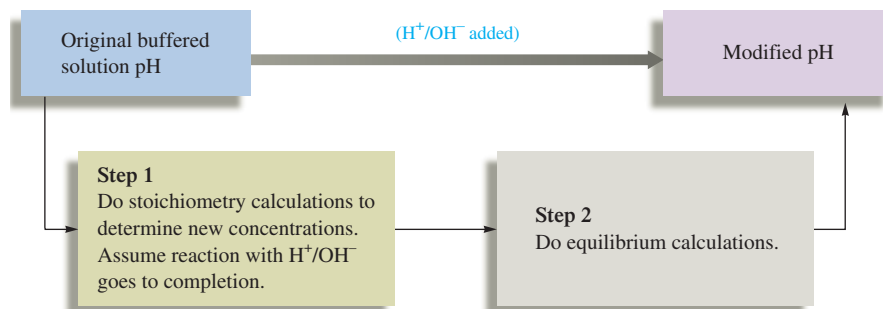 Original buffered
solution pH
(H⁺/OH⁻ added)
Modified pH
Step 1
Do stoichiometry calculations to
determine new concentrations.
Assume reaction with H⁺/OH⁻
goes to completion.
Step 2
Do equilibrium calculations.